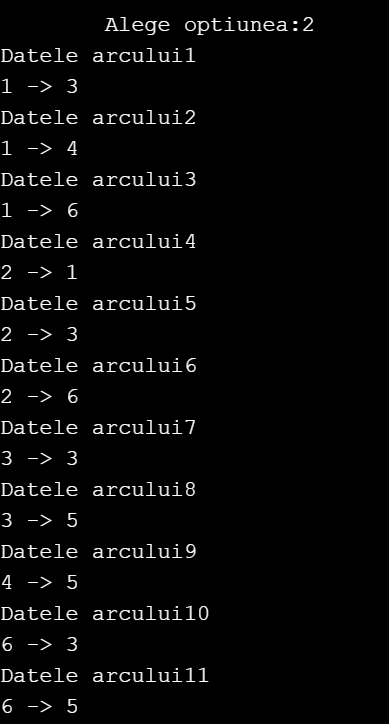 Alege optiunea:2
Datele arcului1
1 -> 3
Datele arcului2
1 -> 4
Datele arcului3
1 -> 6
Datele arcului4
2 -> 1
Datele arcului5
2 -> 3
Datele arcului6
2 -> 6
Datele arcului7
3 -> 3
Datele arcului8
3 -> 5
Datele arcului9
4 -> 5
Datele arcului10
6 -> 3
Datele arcului11
6 -> 5